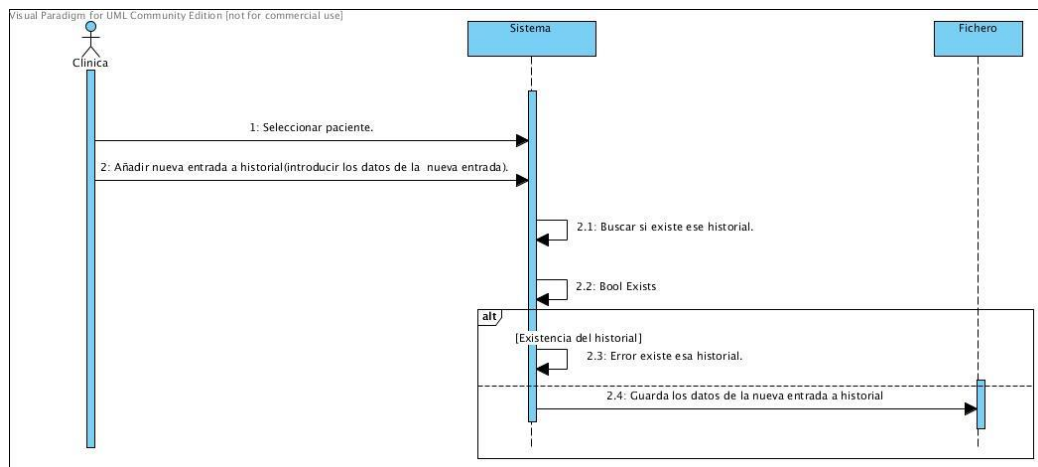 Visual Paradigm for UML Community Edition [not for commercial use]
Clinica
Sistema
Fichero
1: Seleccionar paciente.
2: Añadir nueva entrada a historial(introducir los datos de la nueva entrada).
2.1: Buscar si existe ese historial.
2.2: Bool Exists
alt
[Existencia del historial]
2.3: Error existe esa historial.
2.4: Guarda los datos de la nueva entrada a historial